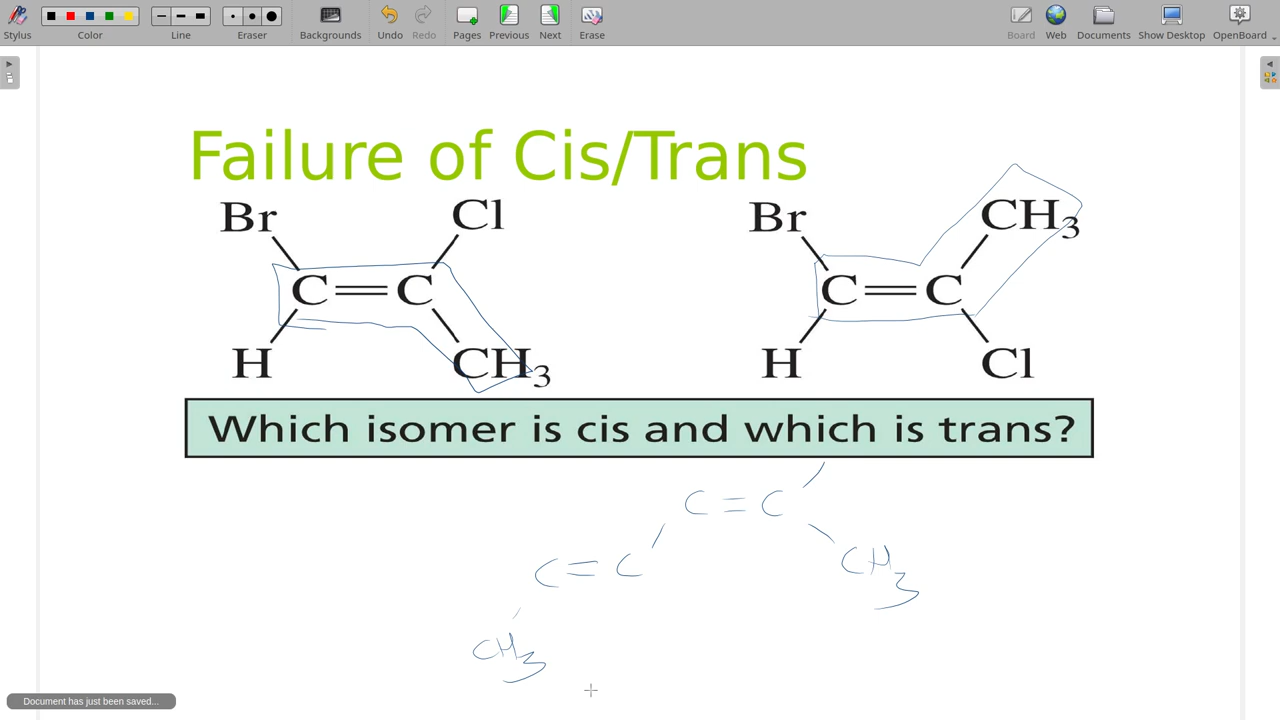 Stylus Color Line Eraser Backgrounds Undo Redo Pages Previous Next Erase Board Web Documents Show Desktop OpenBoard
Failure of Cis/Trans
Br Cl Br CH3
C=C C=C
H CH3 H Cl
Which isomer is cis and which is trans?
C=C
C=C CH3
CH3
Document has just been saved...